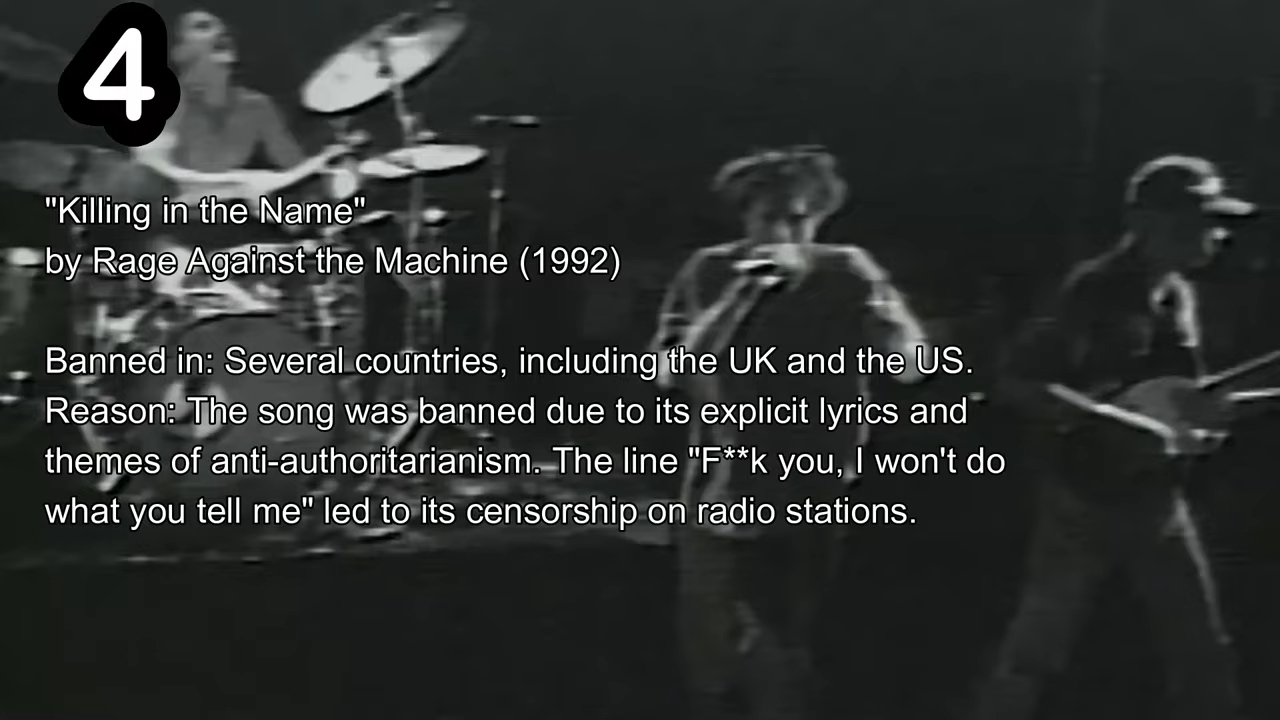 4
"Killing in the Name"
by Rage Against the Machine (1992)
Banned in: Several countries, including the UK and the US.
Reason: The song was banned due to its explicit lyrics and
themes of anti-authoritarianism. The line "F**k you, I won't do
what you tell me" led to its censorship on radio stations.